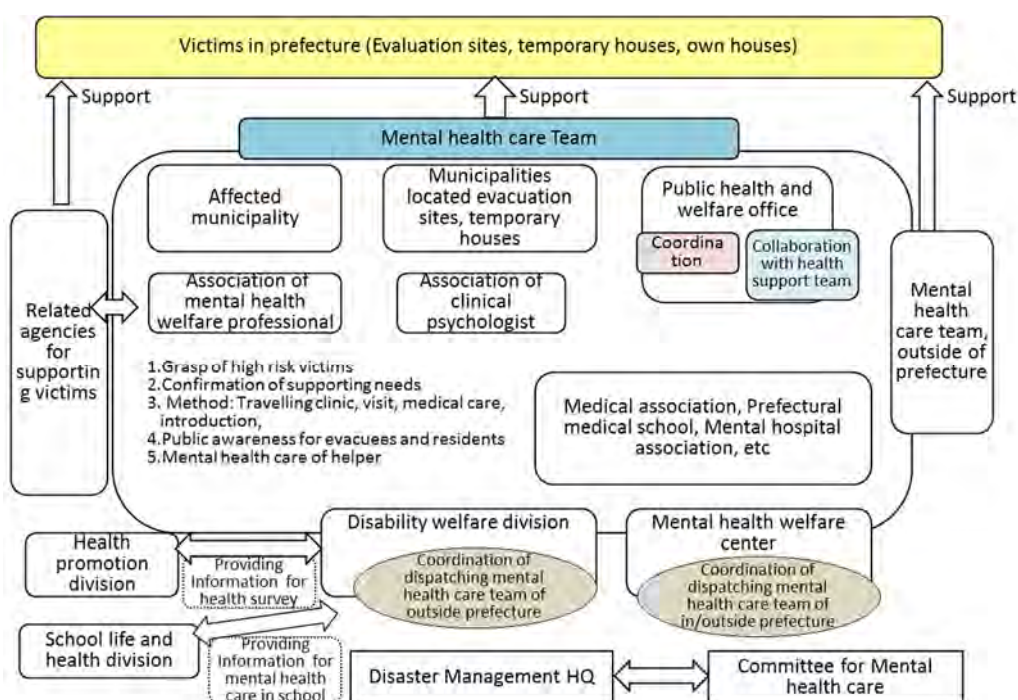 Victims in prefecture (Evaluation sites, temporary houses, own houses)
Support
Support
Support
Mental health care Team
Affected
municipality
Municipalities
located evacuation
sites, temporary
houses
Public health and
welfare office
Coordina
tion
Collaboration
with health
support team
Association of
mental health
welfare professional
Association of
clinical
psychologist
Related
agencies
for
supportin
g victims
Mental
health
care team,
outside of
prefecture
1.Grasp of high risk victims
2.Confirmation of supporting needs
3. Method: Travelling clinic, visit, medical care,
introduction,
4.Public awareness for evacuees and residents
5.Mental health care of helper
Medical association, Prefectural
medical school, Mental hospital
association, etc
Disability welfare division
Coordination of
dispatching mental
health care team of
outside prefecture
Mental health welfare
center
Coordination of
dispatching mental
health care team of
in/outside prefecture
Health
promotion
division
Providing
Information for
health survey
School life and
health division
Providing
Information for
mental health
care in school
Disaster Management HQ
Committee for Mental
health care